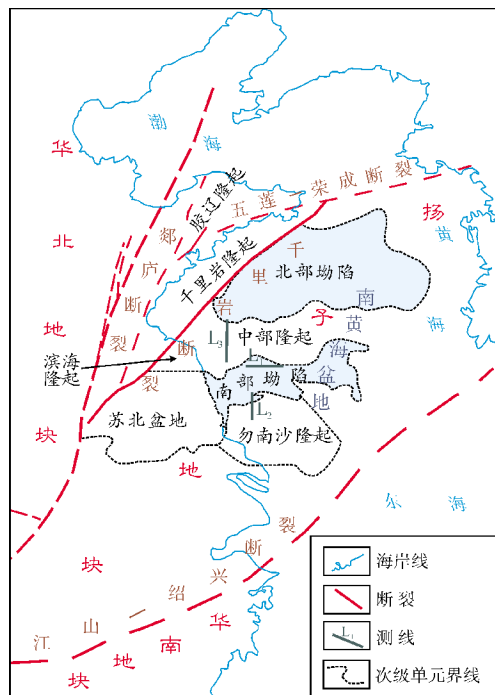 渤海
华北地块
胶辽隆起
五莲—荣成断裂
郯庐断裂
千里岩隆起
千里岩断裂
扬子地块
黄海
北部坳陷
南黄海盆地
中部隆起
L3
L1
滨海
隆起
南部坳陷
L2
苏北盆地
勿南沙隆起
东海
江山—绍兴断裂
华南地块
海岸线
断裂
L1 测线
次级单元界线